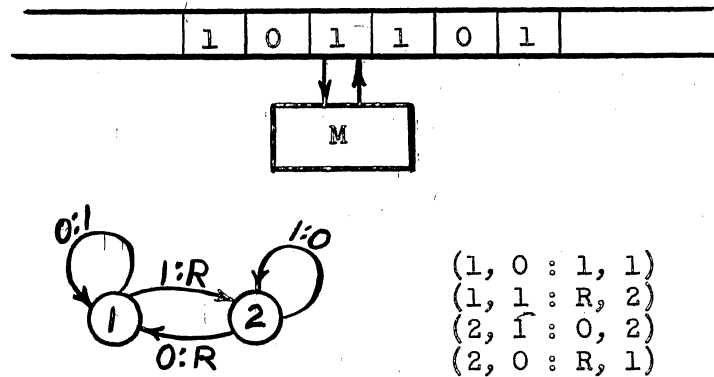 1 0 1 1 0 1
M
0:1
1:0
1:R
1
2
0:R
(1, 0 : 1, 1)
(1, 1 : R, 2)
(2, 1 : 0, 2)
(2, 0 : R, 1)